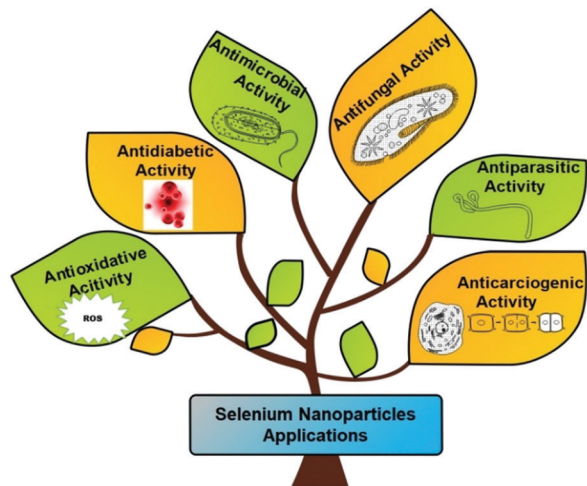 Antimicrobial
Activity
Antifungal Activity
Antidiabetic
Activity
Antiparasitic
Activity
Antioxidative
Acitivity
ROS
Anticarciogenic
Activity
Selenium Nanoparticles
Applications